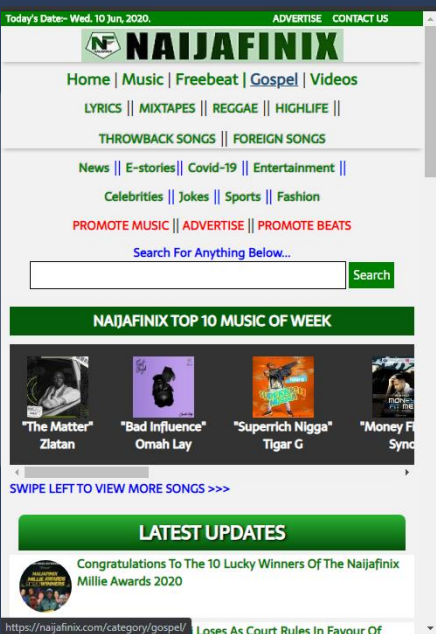 Today's Date:- Wed. 10 Jun, 2020. ADVERTISE CONTACT US
NF NAIJAFINIX
Home | Music | Freebeat | Gospel | Videos
LYRICS || MIXTAPES || REGGAE || HIGHLIFE ||
THROWBACK SONGS || FOREIGN SONGS
News || E-stories|| Covid-19 || Entertainment ||
Celebrities || Jokes || Sports || Fashion
PROMOTE MUSIC || ADVERTISE || PROMOTE BEATS
Search For Anything Below...
Search
NAIJAFINIX TOP 10 MUSIC OF WEEK
"The Matter" "Bad Influence" "Superrich Nigga" "Money Fi
Zlatan Omah Lay Tigar G Sync
SWIPE LEFT TO VIEW MORE SONGS >>>
LATEST UPDATES
Congratulations To The 10 Lucky Winners Of The Naijafinix
Millie Awards 2020
https://naijafinix.com/category/gospel/ Loses As Court Rules In Favour Of